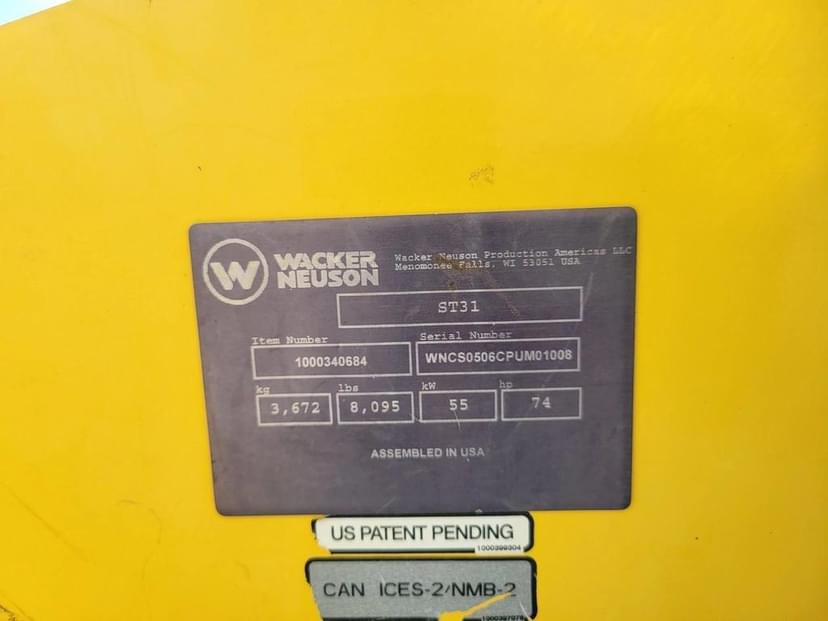 W WACKER
NEUSON
Wacker Neuson Production Americas LLC
Menomonee Falls, WI 53051 USA
ST31
Item Number Serial Number
1000340684 WNCS0506CPUM01008
kg lbs kW hp
3,672 8,095 55 74
ASSEMBLED IN USA
US PATENT PENDING
1000399304
CAN ICES-2/NMB-2
1000397978